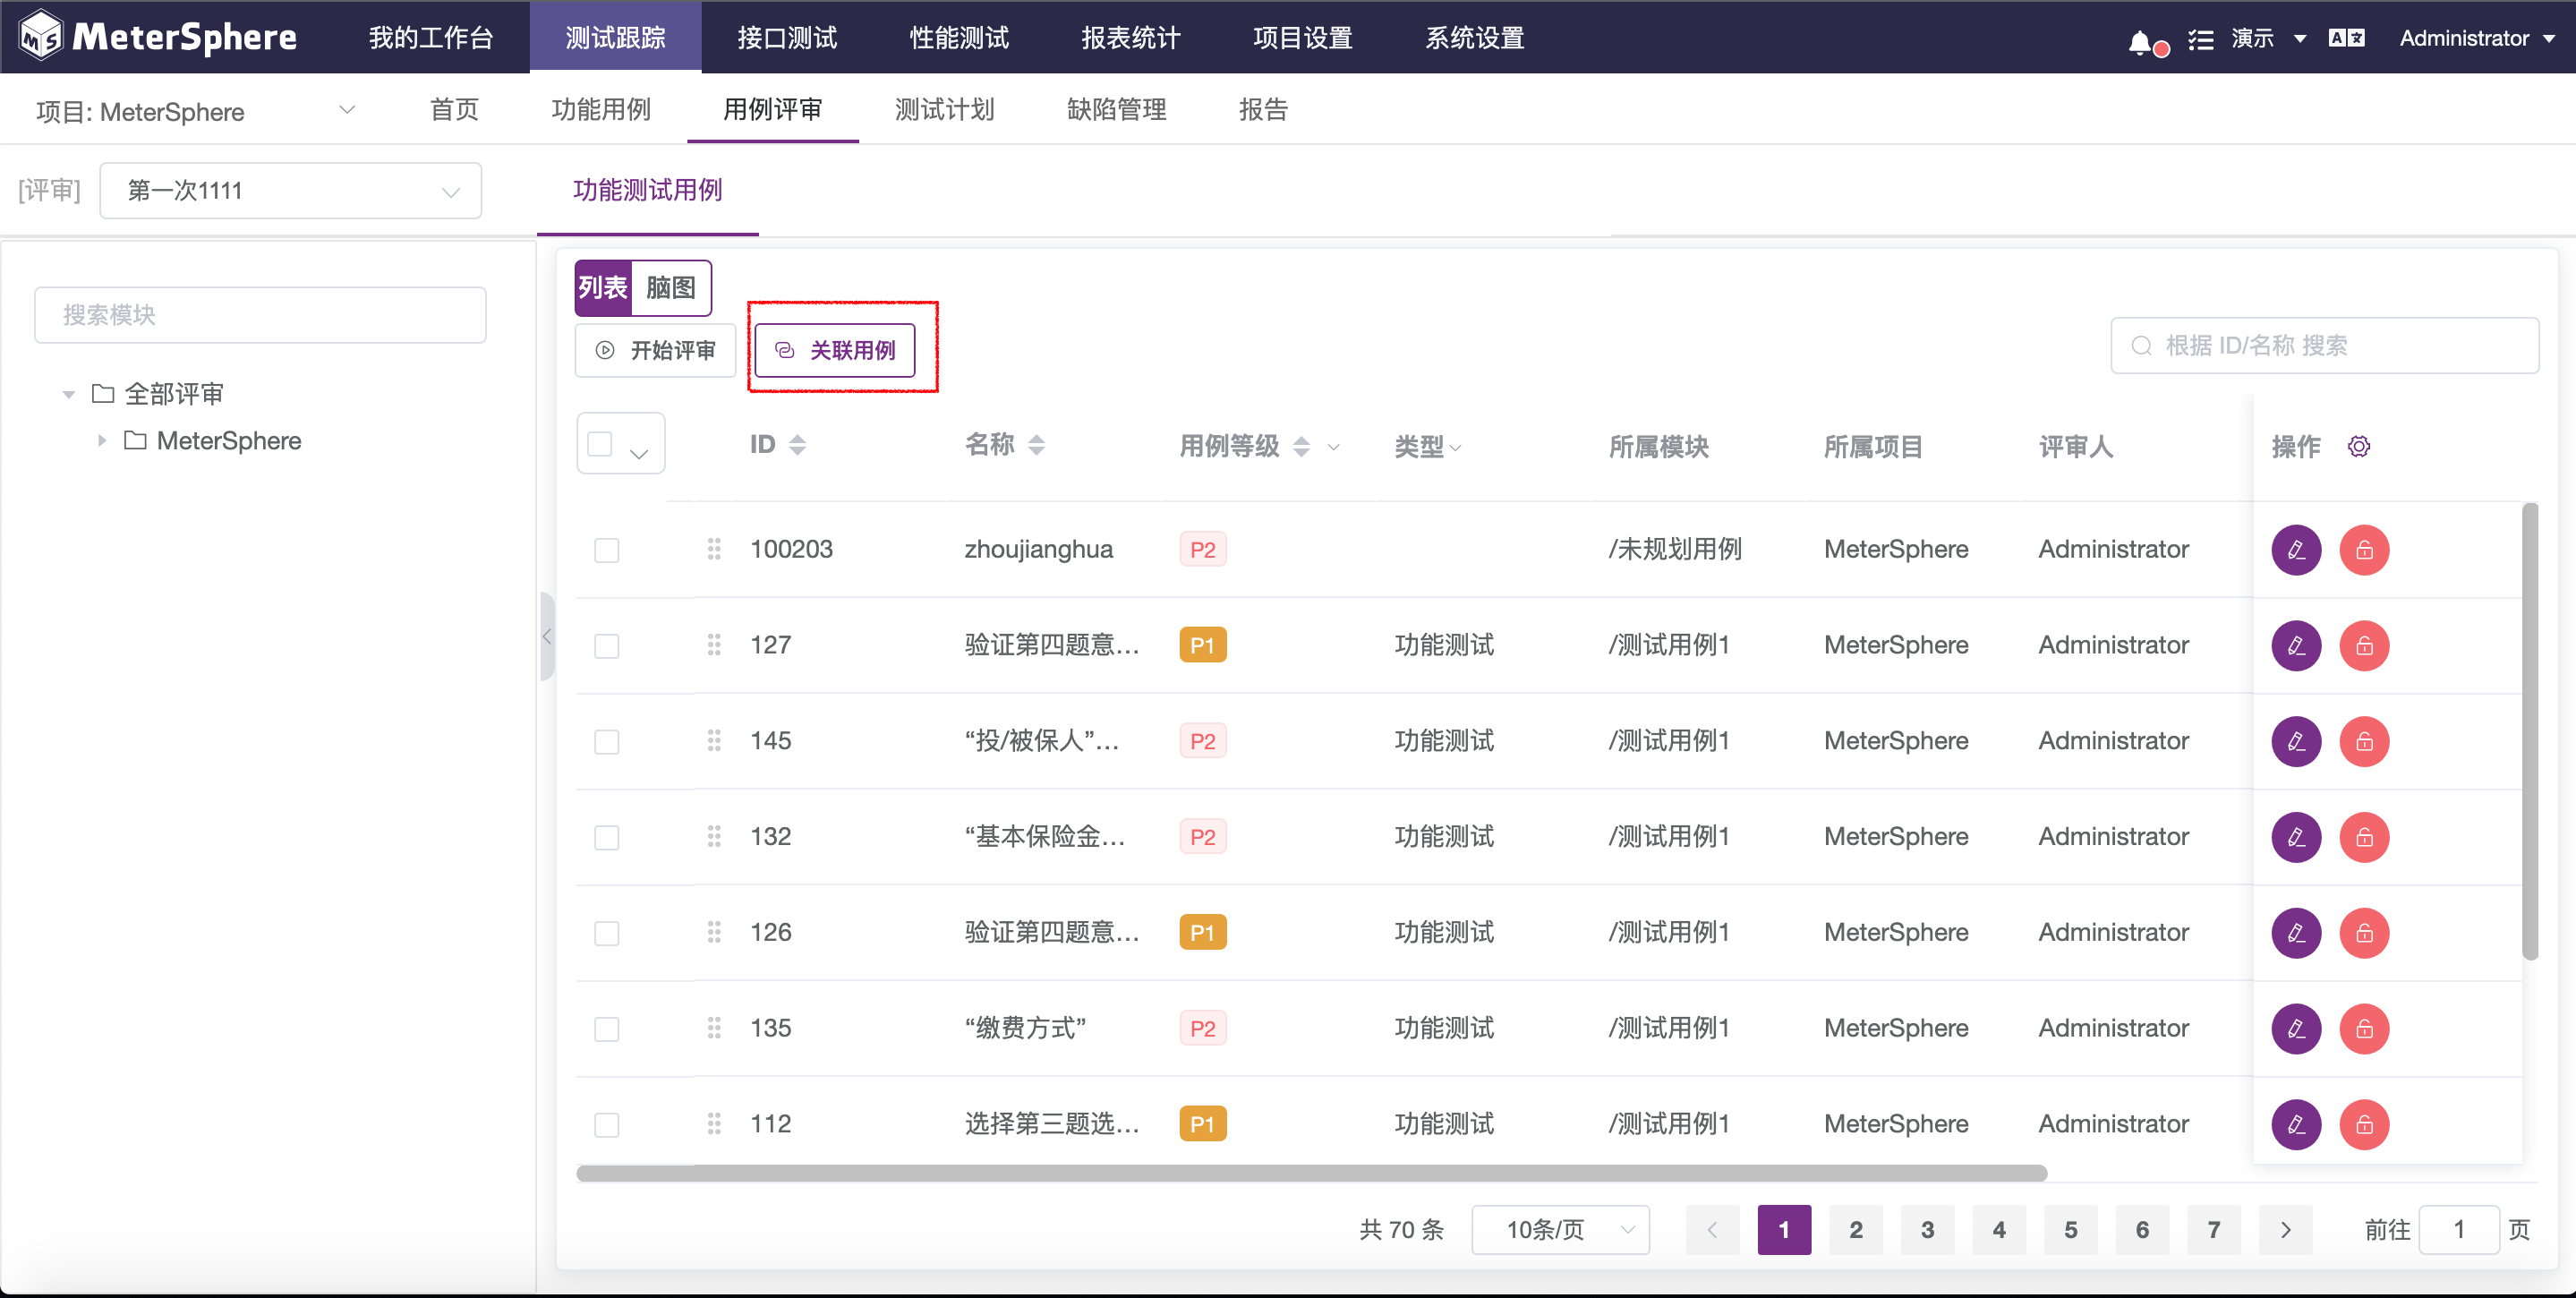 MeterSphere 我的工作台 测试跟踪 接口测试 性能测试 报表统计 项目设置 系统设置 演示 Administrator
项目: MeterSphere 首页 功能用例 用例评审 测试计划 缺陷管理 报告
[评审] 第一次1111 功能测试用例
搜索模块
全部评审
MeterSphere
列表 脑图
开始评审 关联用例 根据 ID/名称 搜索
ID 名称 用例等级 类型 所属模块 所属项目 评审人 操作
100203 zhoujianghua P2 /未规划用例 MeterSphere Administrator
127 验证第四题意... P1 功能测试 /测试用例1 MeterSphere Administrator
145 “投/被保人”... P2 功能测试 /测试用例1 MeterSphere Administrator
132 “基本保险金... P2 功能测试 /测试用例1 MeterSphere Administrator
126 验证第四题意... P1 功能测试 /测试用例1 MeterSphere Administrator
135 “缴费方式” P2 功能测试 /测试用例1 MeterSphere Administrator
112 选择第三题选... P1 功能测试 /测试用例1 MeterSphere Administrator
共 70 条 10条/页 1 2 3 4 5 6 7 前往 1 页